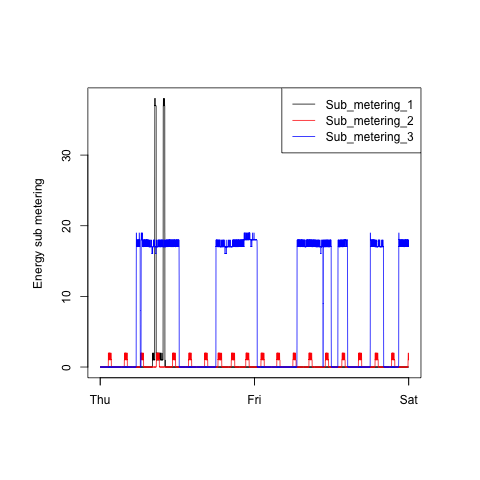 Sub_metering_1
Sub_metering_2
Sub_metering_3
Energy sub metering
30
20
10
0
Thu Fri Sat